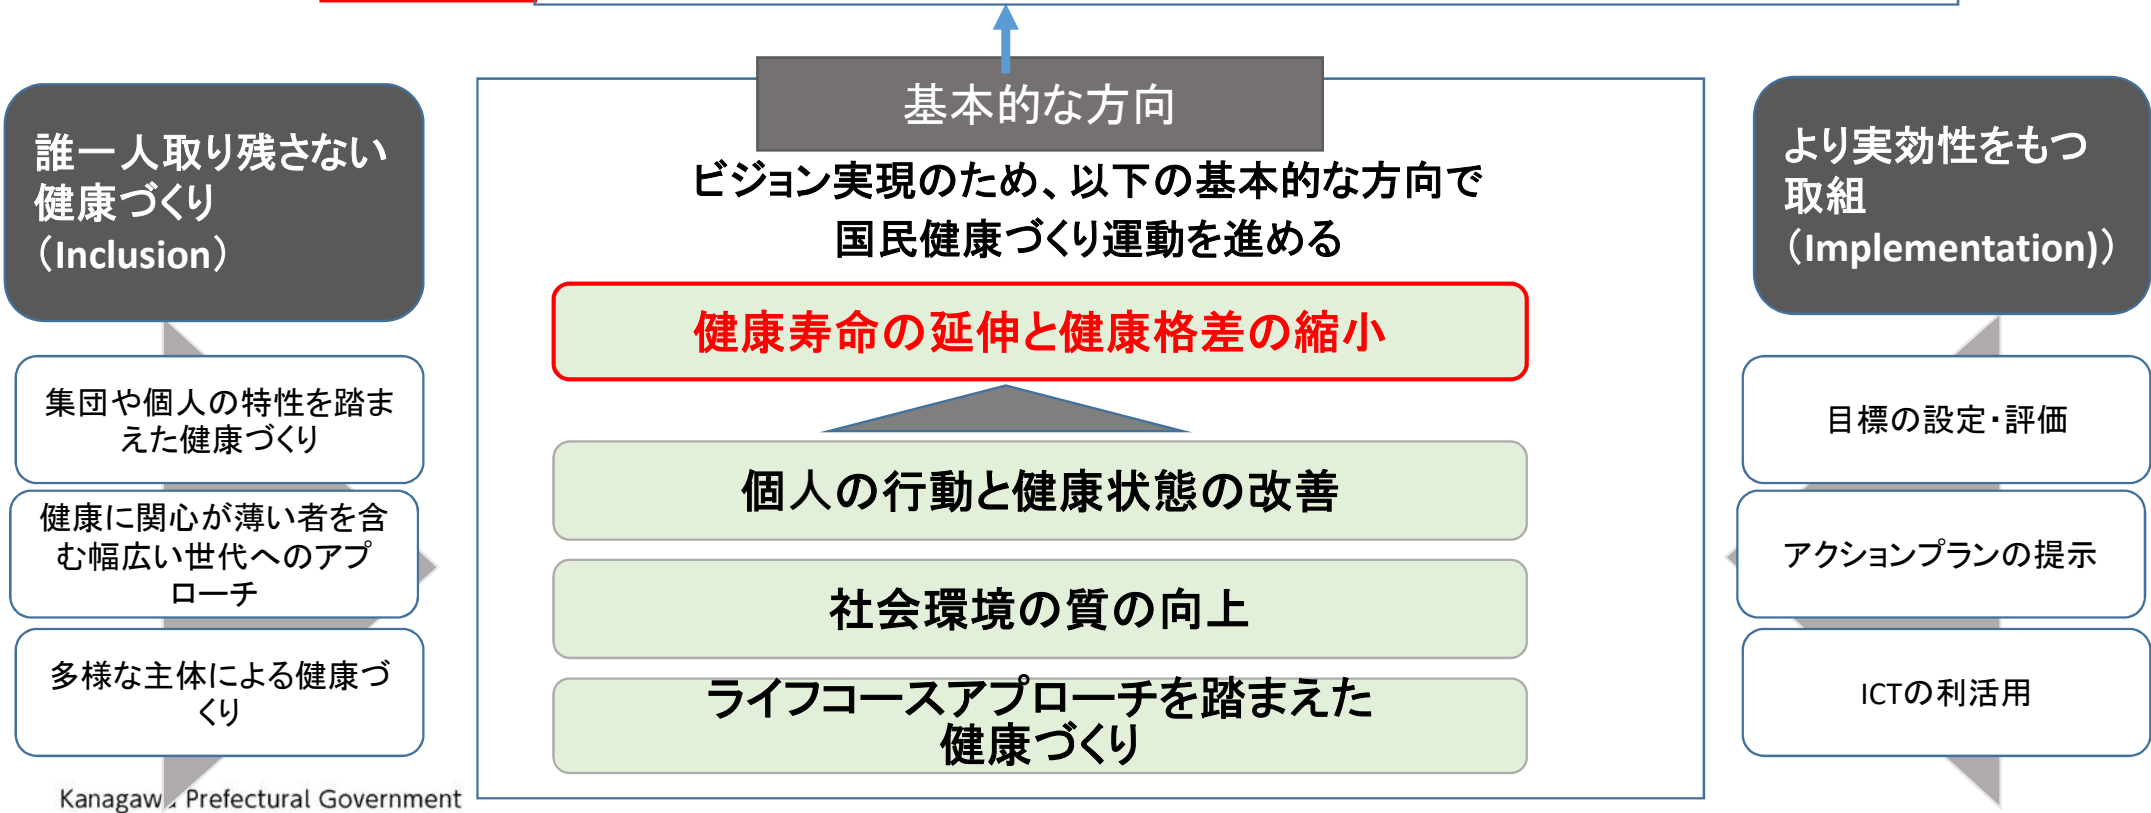 基本的な方向
誰一人取り残さない
健康づくり
（Inclusion）
集団や個人の特性を踏ま
えた健康づくり
健康に関心が薄い者を含
む幅広い世代へのアプ
ローチ
多様な主体による健康づ
くり
ビジョン実現のため、以下の基本的な方向で
国民健康づくり運動を進める
健康寿命の延伸と健康格差の縮小
個人の行動と健康状態の改善
社会環境の質の向上
ライフコースアプローチを踏まえた
健康づくり
より実効性をもつ
取組
（Implementation)）
目標の設定・評価
アクションプランの提示
ICTの利活用
Kanagawa Prefectural Government